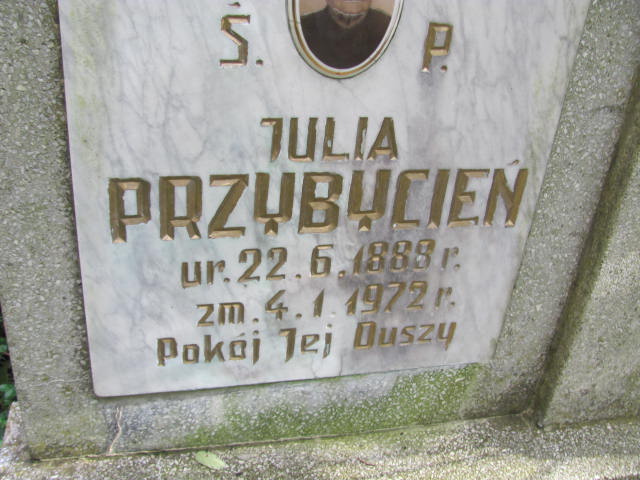 Ś. P.
JULIA
PRZYBYCIEŃ
ur. 22. 6. 1888 r.
zm. 4. 1. 1972 r.
Pokój Jej Duszy